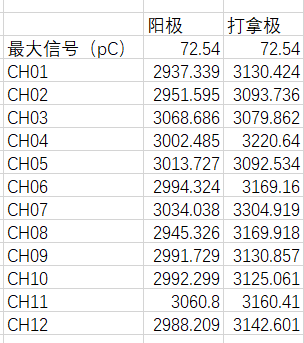 阳极 打拿极
最大信号（pC） 72.54 72.54
CH01 2937.339 3130.424
CH02 2951.595 3093.736
CH03 3068.686 3079.862
CH04 3002.485 3220.64
CH05 3013.727 3092.534
CH06 2994.324 3169.16
CH07 3034.038 3304.919
CH08 2945.326 3169.918
CH09 2991.729 3130.857
CH10 2992.299 3125.061
CH11 3060.8 3160.41
CH12 2988.209 3142.601